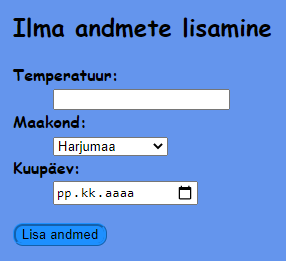 Ilma andmete lisamine
Temperatuur:
Maakond:
Harjumaa
Kuupäev:
pp.kk.aaaa
Lisa andmed